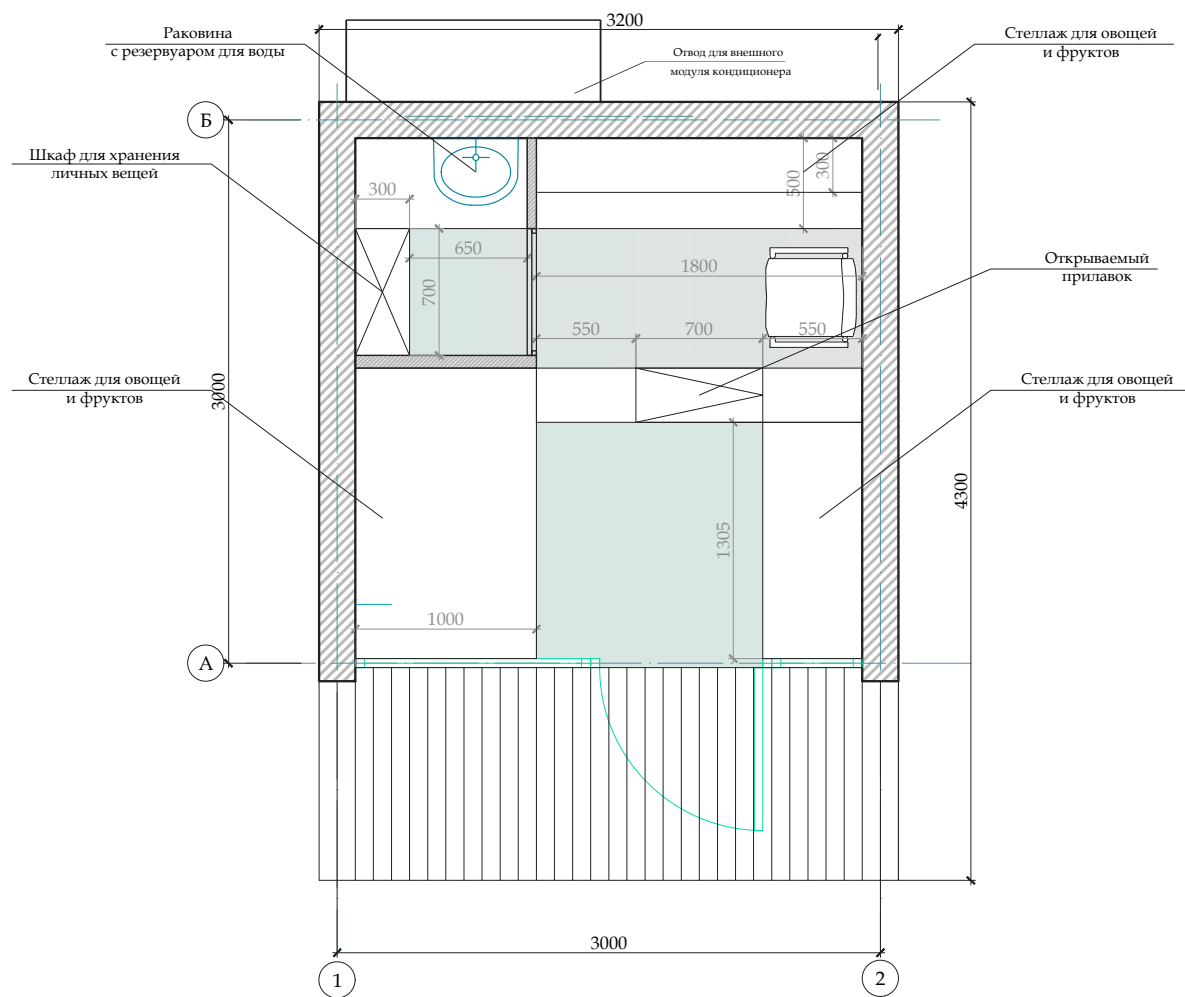 3200
Раковина
с резервуаром для воды
Отвод для внешного
модуля кондиционера
Стеллаж для овощей
и фруктов
Б
Шкаф для хранения
личных вещей
300
500
300
650
700
1800
Открываемый
прилавок
550
700
550
Стеллаж для овощей
и фруктов
3000
Стеллаж для овощей
и фруктов
4300
1305
1000
А
3000
1
2